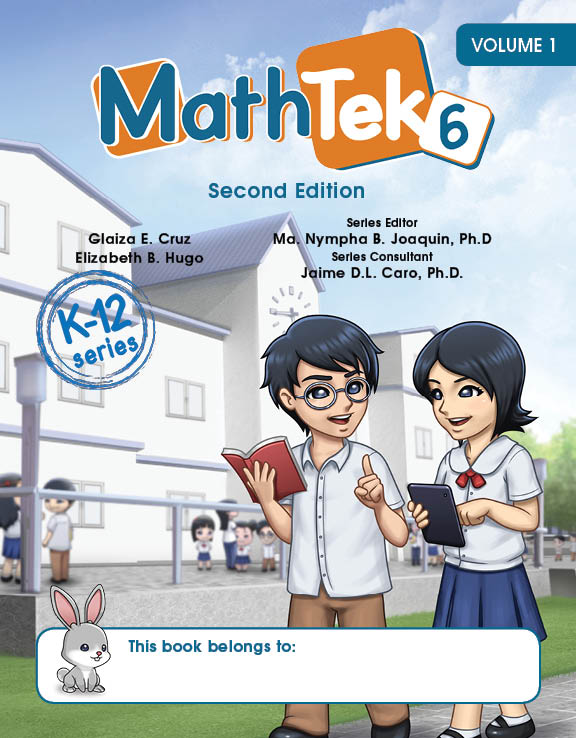 VOLUME 1
MathTek 6
Second Edition
Glaiza E. Cruz
Elizabeth B. Hugo
Series Editor
Ma. Nympha B. Joaquin, Ph.D
Series Consultant
Jaime D.L. Caro, Ph.D.
K-12
series
This book belongs to: